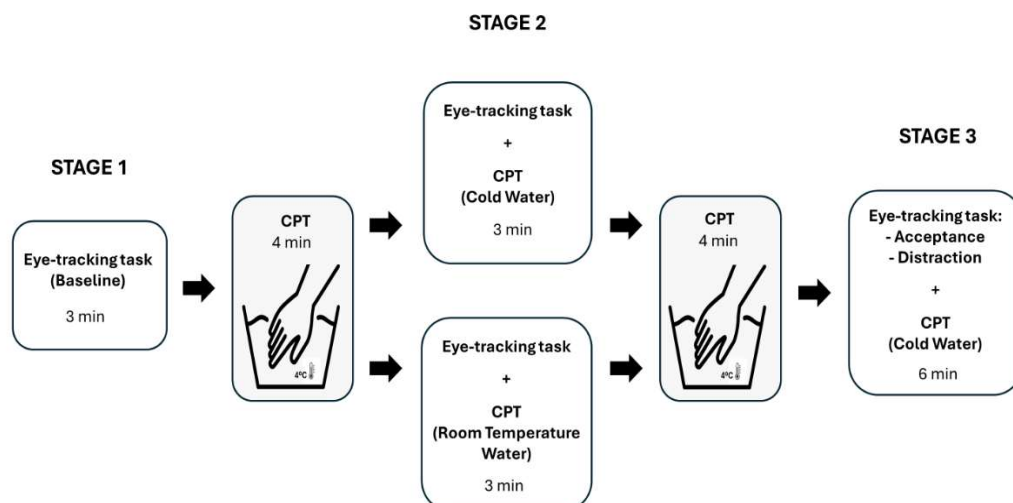 STAGE 2
STAGE 1
STAGE 3
Eye-tracking task
(Baseline)
3 min
CPT
4 min
4ºC
Eye-tracking task
+
CPT
(Cold Water)
3 min
Eye-tracking task
+
CPT
(Room Temperature
Water)
3 min
CPT
4 min
4ºC
Eye-tracking task:
- Acceptance
- Distraction
+
CPT
(Cold Water)
6 min